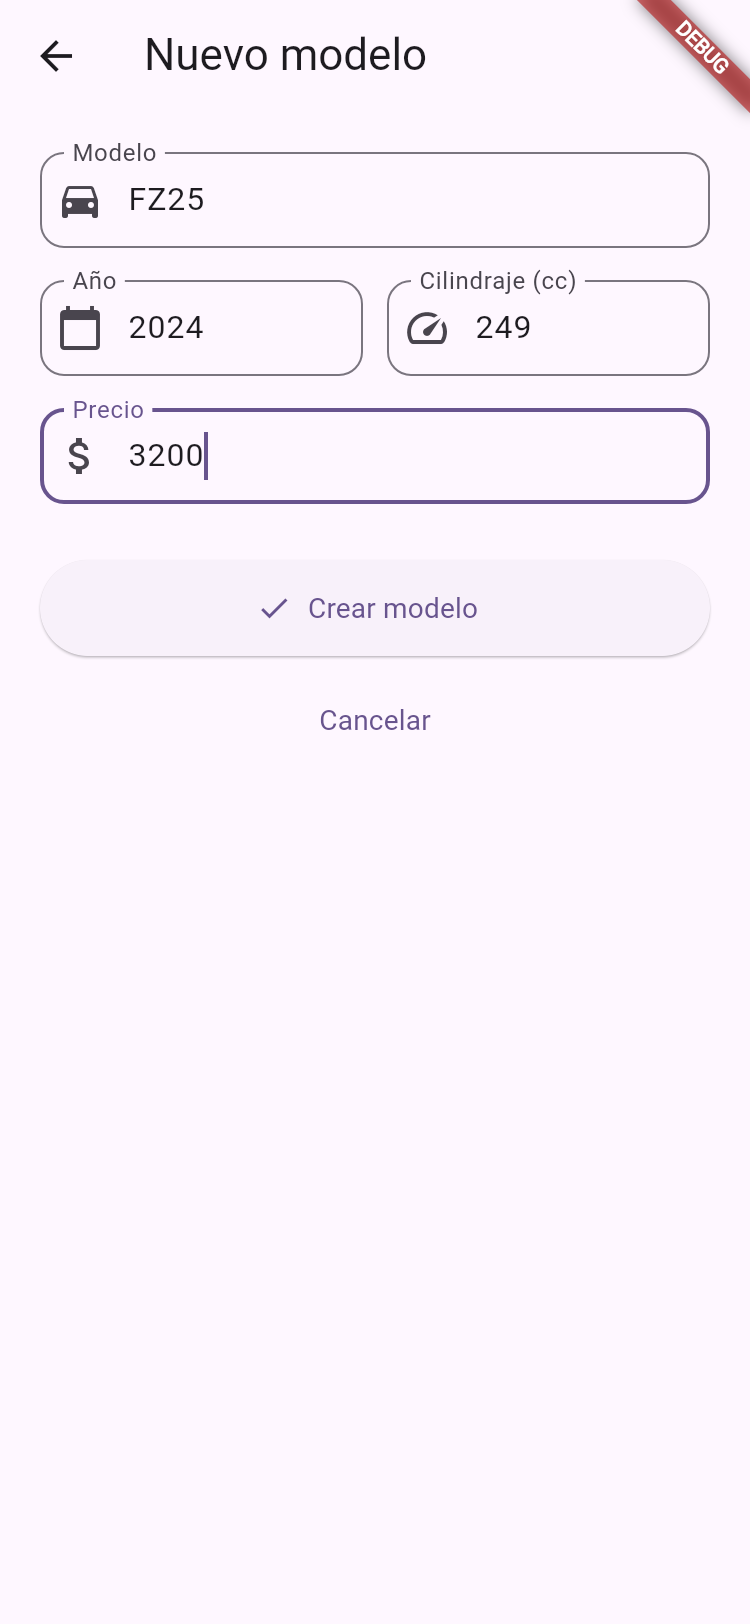 Nuevo modelo
DEBUG
Modelo
FZ25
Año
2024
Cilindraje (cc)
249
Precio
$ 3200
Crear modelo
Cancelar